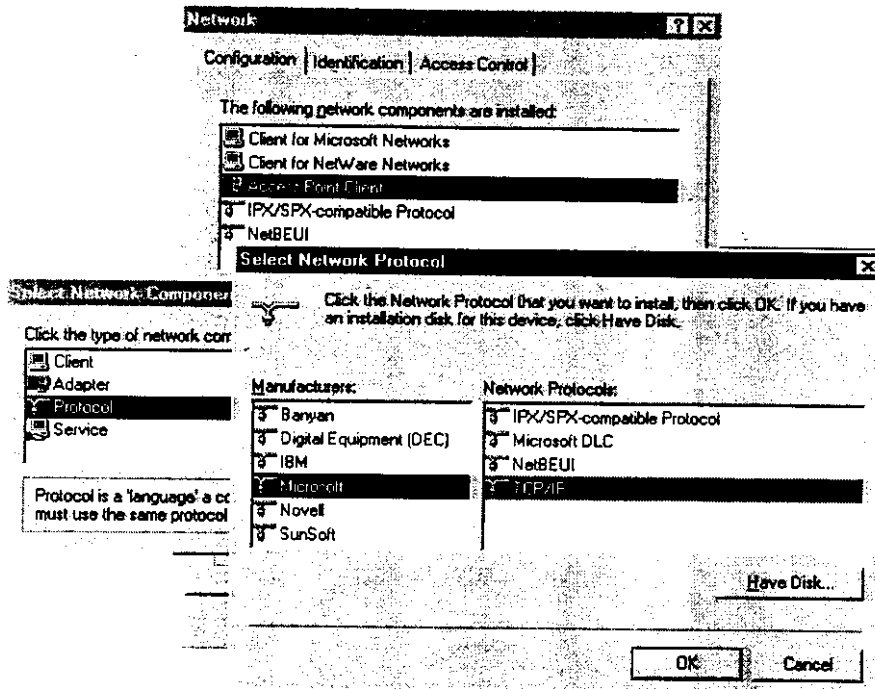 Network
Configuration Identification Access Control
The following network components are installed:
Client for Microsoft Networks
Client for NetWare Networks
Access Point Client
IPX/SPX-compatible Protocol
NetBEUI
Select Network Protocol
Click the Network Protocol that you want to install, then click OK. If you have
an installation disk for this device, click Have Disk.
Select Network Componen
Click the type of network com
Client
Adapter
Protocol
Service
Protocol is a 'language' a co
must use the same protocol
Manufacturers:
Banyan
Digital Equipment (DEC)
IBM
Microsoft
Novell
SunSoft
Network Protocols:
IPX/SPX-compatible Protocol
Microsoft DLC
NetBEUI
TCP/IP
Have Disk...
OK Cancel